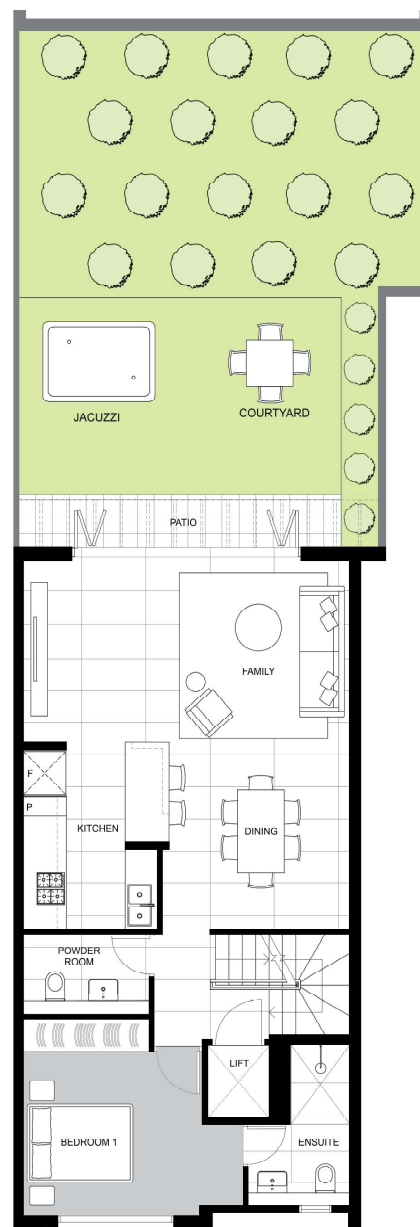 JACUZZI
COURTYARD
PATIO
FAMILY
F
P
KITCHEN
DINING
POWDER
ROOM
LIFT
BEDROOM 1
ENSUITE